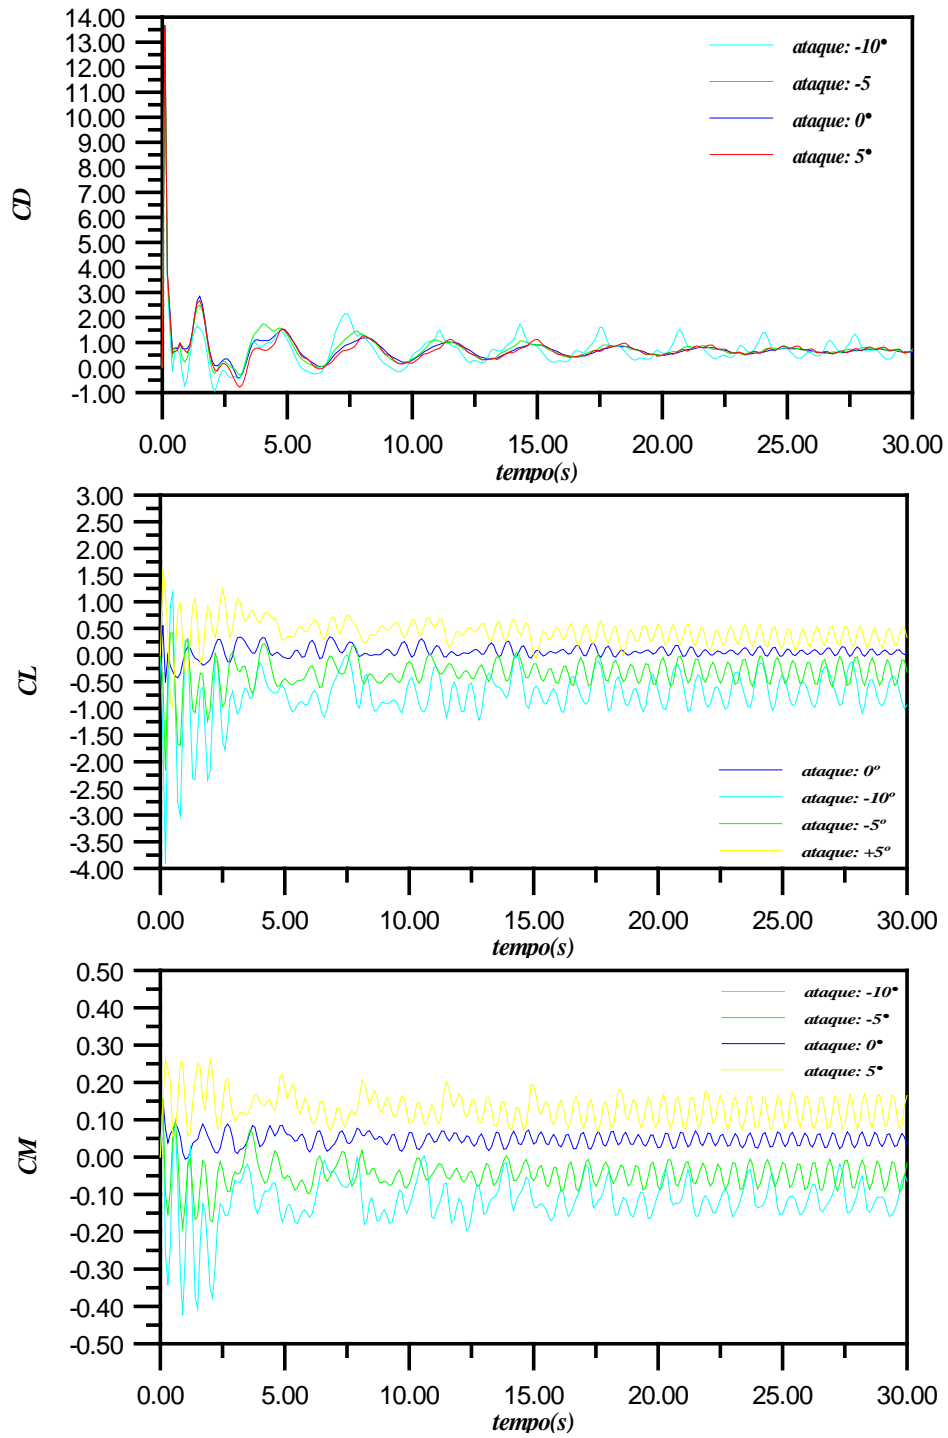 14.00
13.00
12.00
11.00
10.00
9.00
8.00
7.00
6.00
5.00
4.00
3.00
2.00
1.00
0.00
-1.00
CD
ataque: -10•
ataque: -5
ataque: 0•
ataque: 5•
0.00 5.00 10.00 15.00 20.00 25.00 30.00
tempo(s)
3.00
2.50
2.00
1.50
1.00
0.50
0.00
-0.50
-1.00
-1.50
-2.00
-2.50
-3.00
-3.50
-4.00
CL
ataque: 0º
ataque: -10º
ataque: -5º
ataque: +5º
0.00 5.00 10.00 15.00 20.00 25.00 30.00
tempo(s)
0.50
0.40
0.30
0.20
0.10
0.00
-0.10
-0.20
-0.30
-0.40
-0.50
CM
ataque: -10•
ataque: -5•
ataque: 0•
ataque: 5•
0.00 5.00 10.00 15.00 20.00 25.00 30.00
tempo(s)